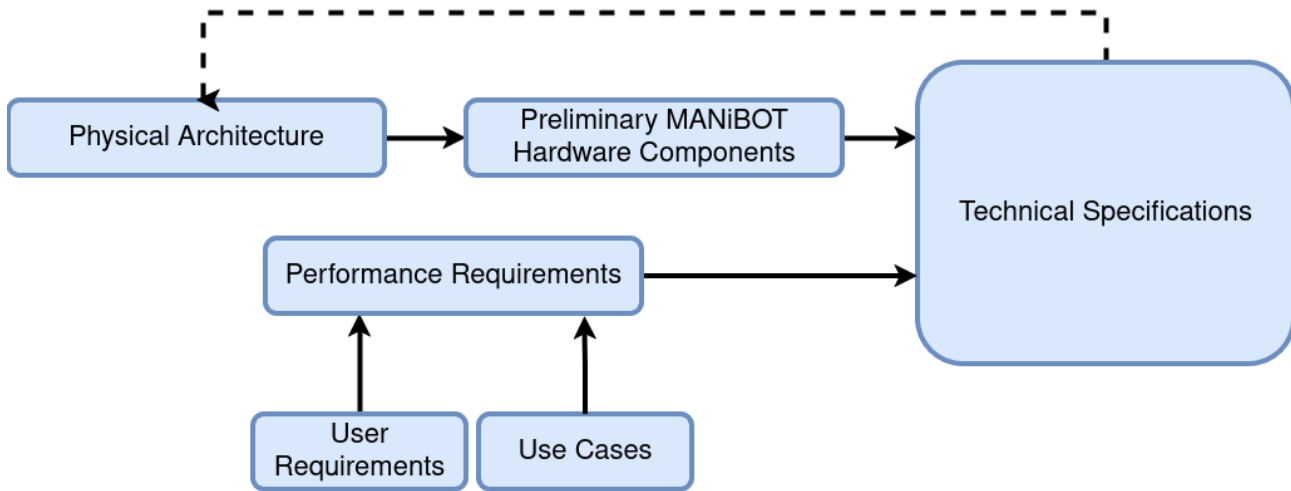 Physical Architecture
Preliminary MANiBOT
Hardware Components
Technical Specifications
Performance Requirements
User
Requirements
Use Cases